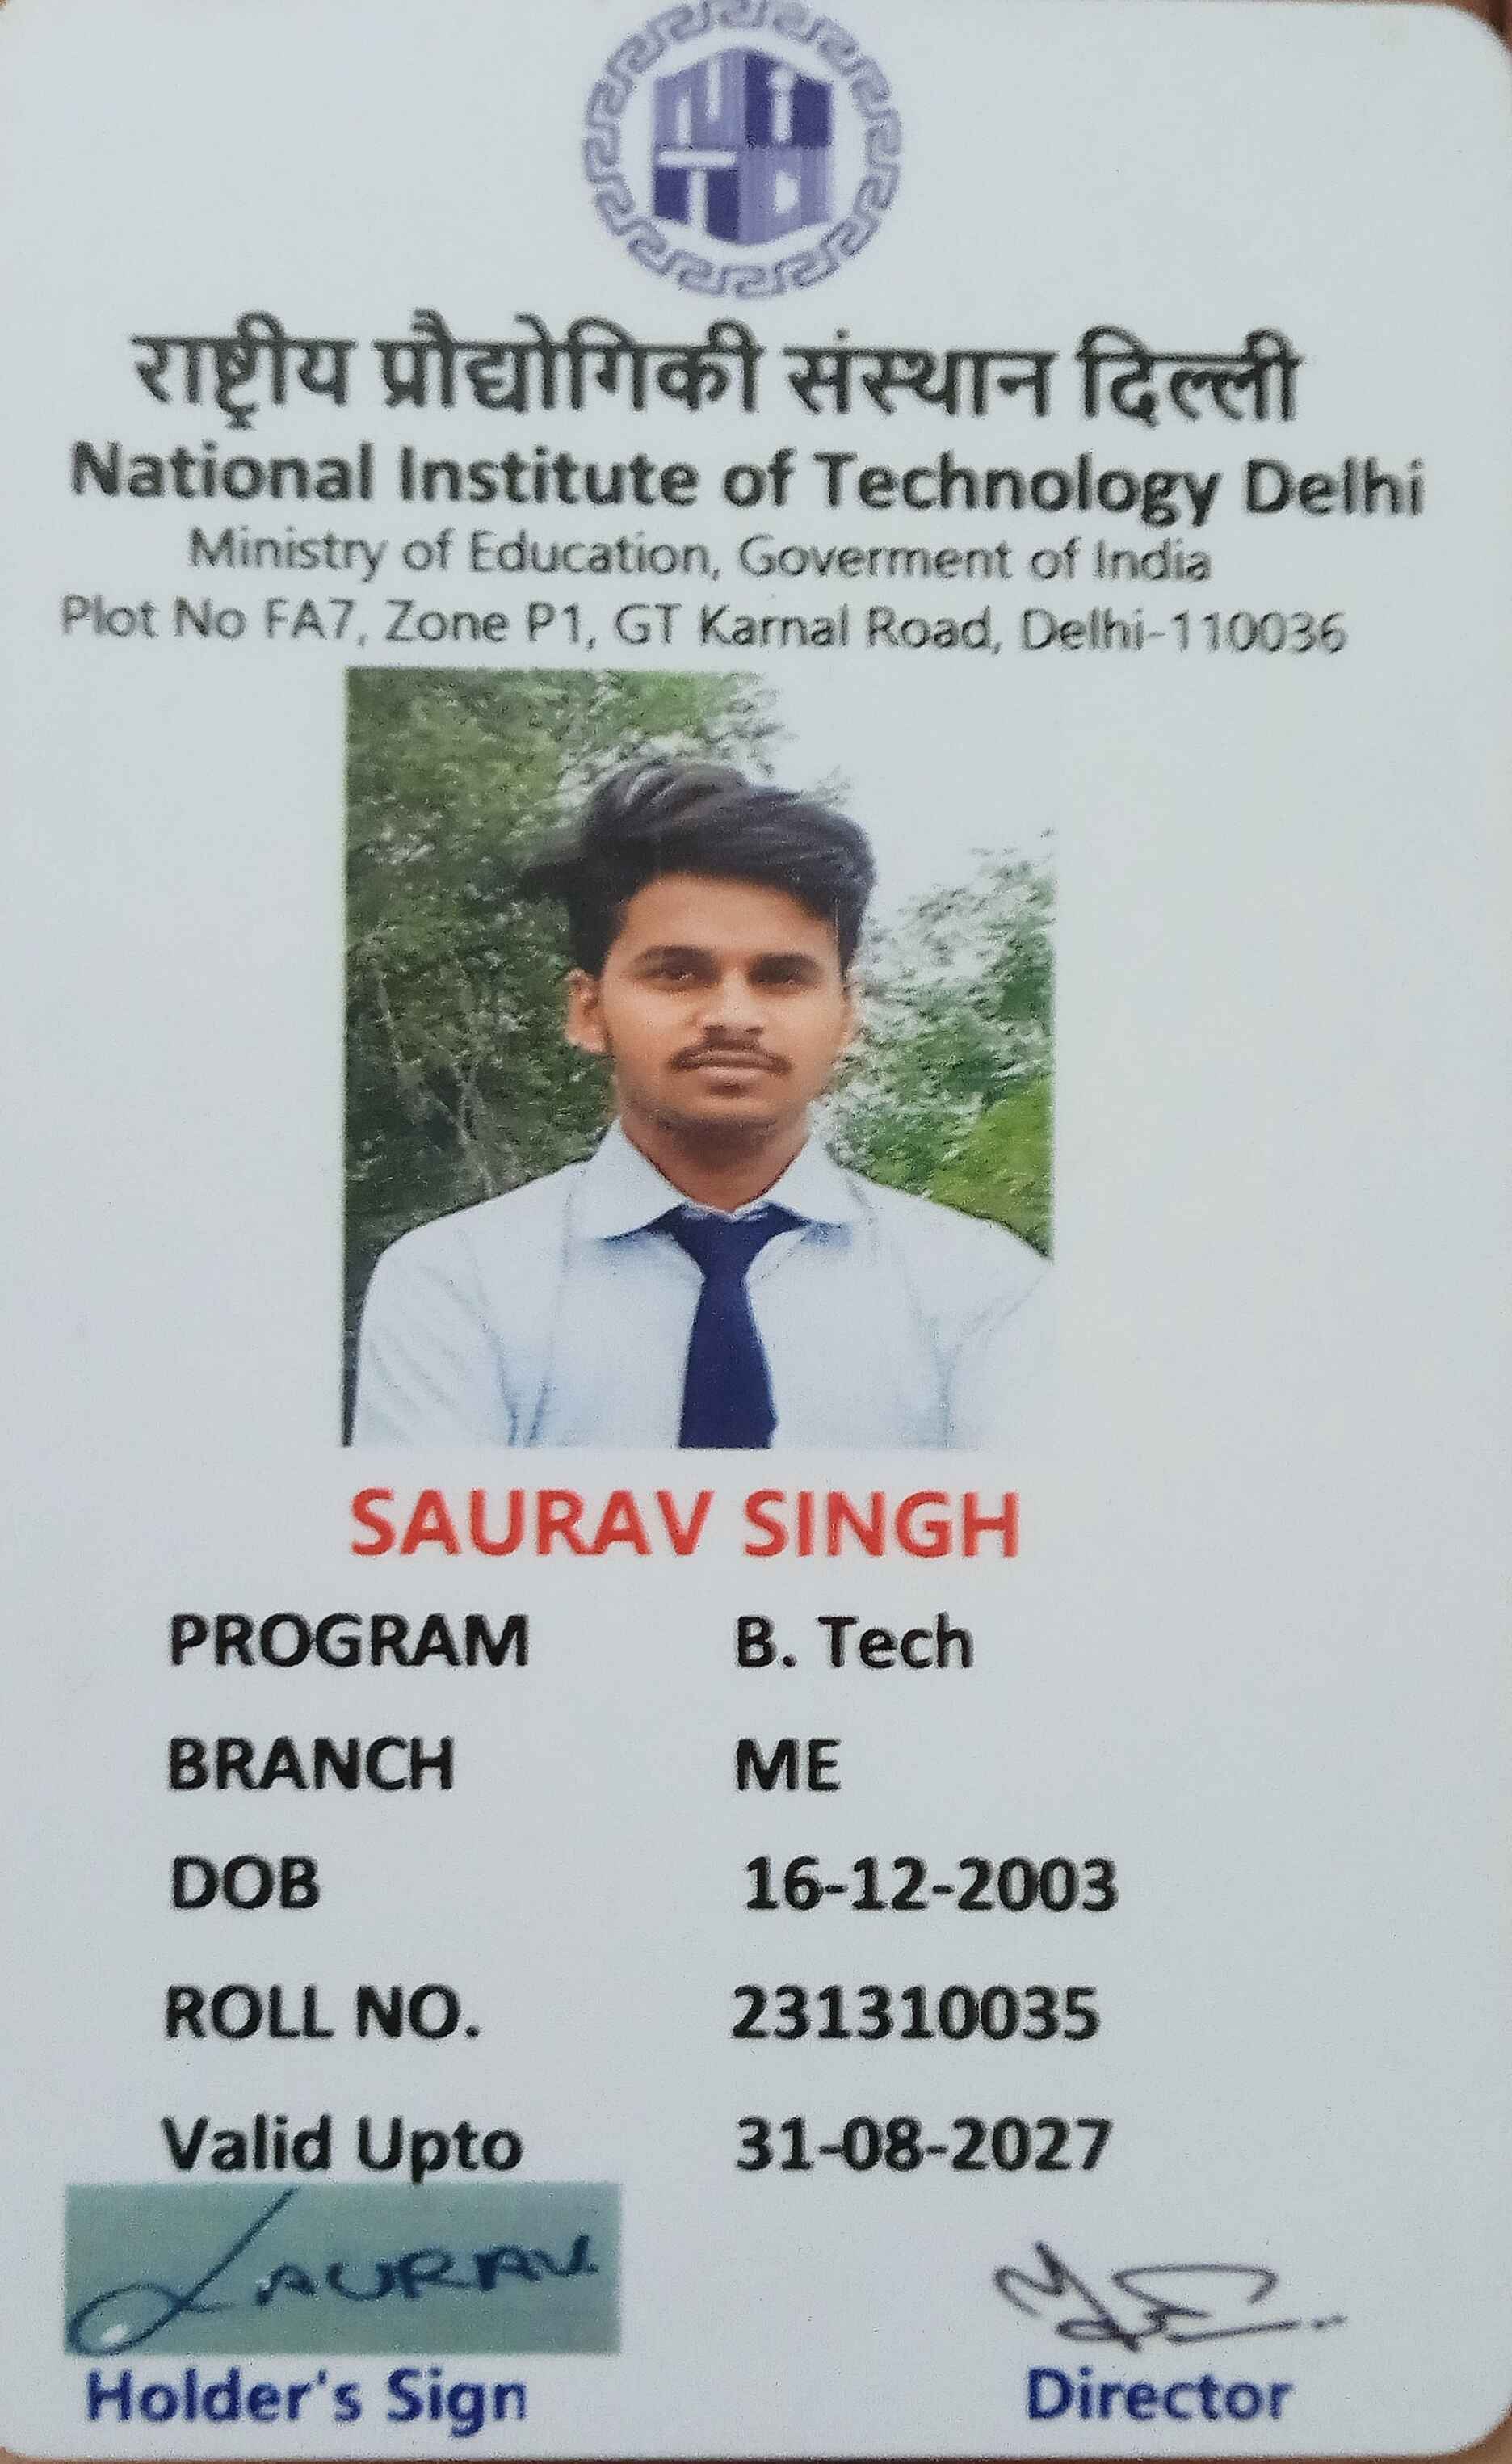 NITD
राष्ट्रीय प्रौद्योगिकी संस्थान दिल्ली
National Institute of Technology Delhi
Ministry of Education, Goverment of India
Plot No FA7, Zone P1, GT Karnal Road, Delhi-110036
SAURAV SINGH
PROGRAM B. Tech
BRANCH ME
DOB 16-12-2003
ROLL NO. 231310035
Valid Upto 31-08-2027
SAURAV
Holder's Sign Director